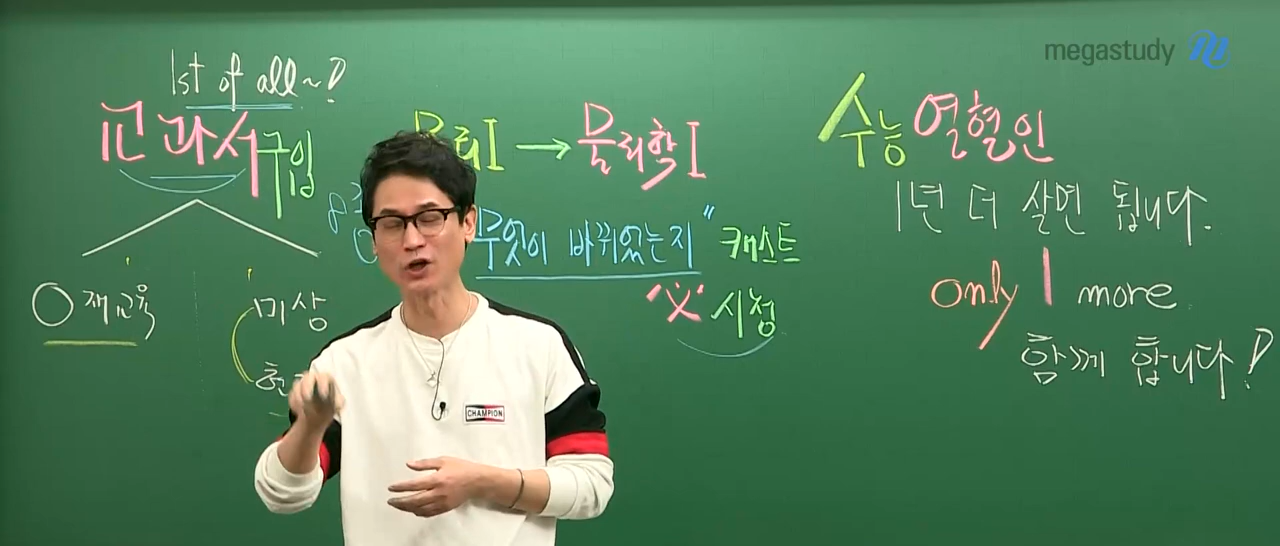 megastudy
1st of all~?
교과서 구입
물리I → 물리학I
"무엇이 바뀌었는지" 캐스트
시청
○재교육
미상
수능 열혈인
1년 더 살면 됩니다.
only 1 more
함께 합니다!
CHAMPION